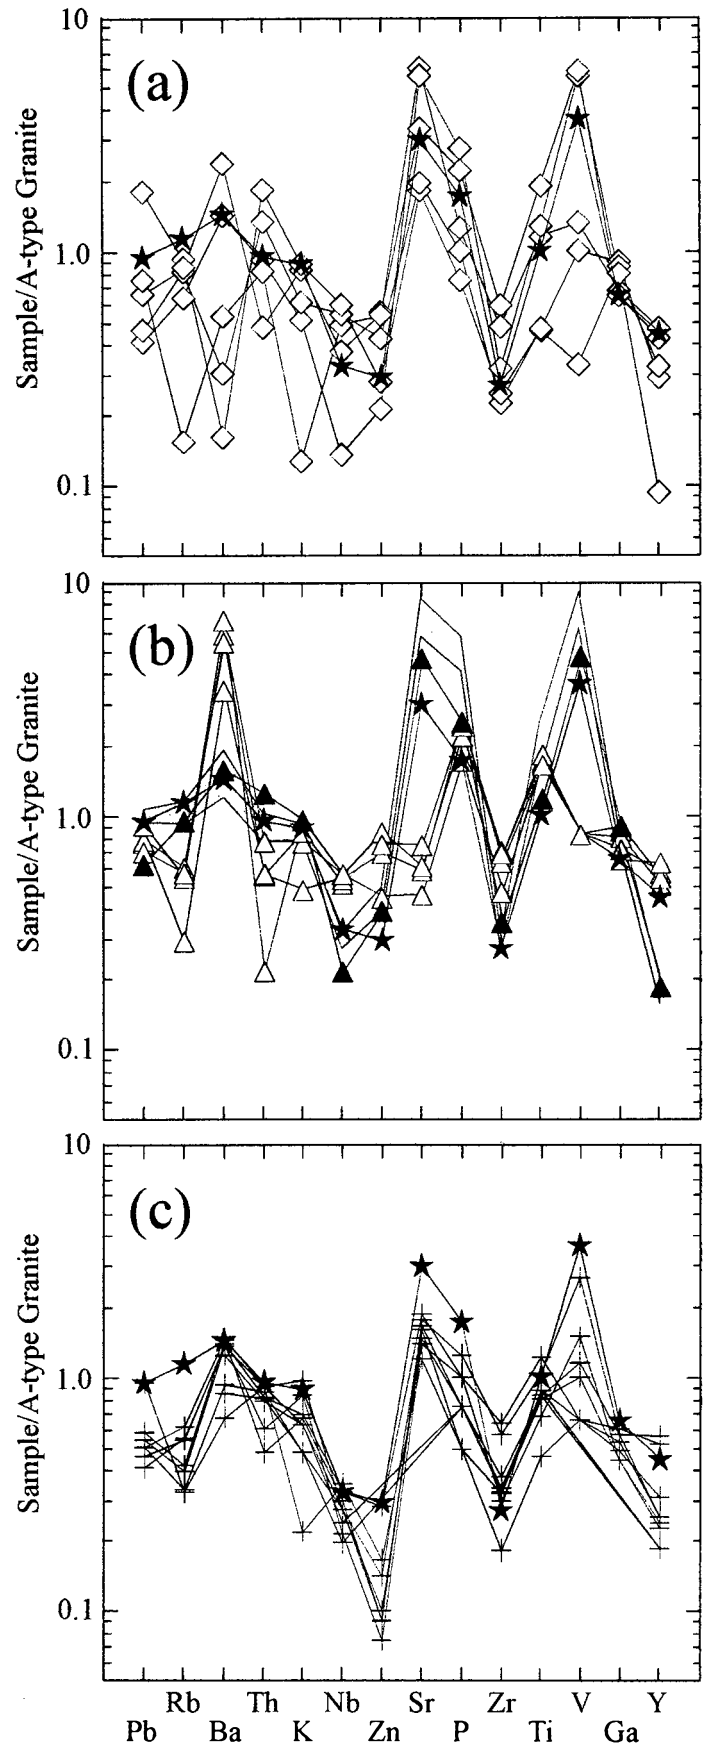 10
(a)
1.0
0.1
Sample/A-type Granite
10
(b)
1.0
0.1
Sample/A-type Granite
10
(c)
1.0
0.1
Sample/A-type Granite
Rb Th Nb Sr Zr V Y
Pb Ba K Zn P Ti Ga